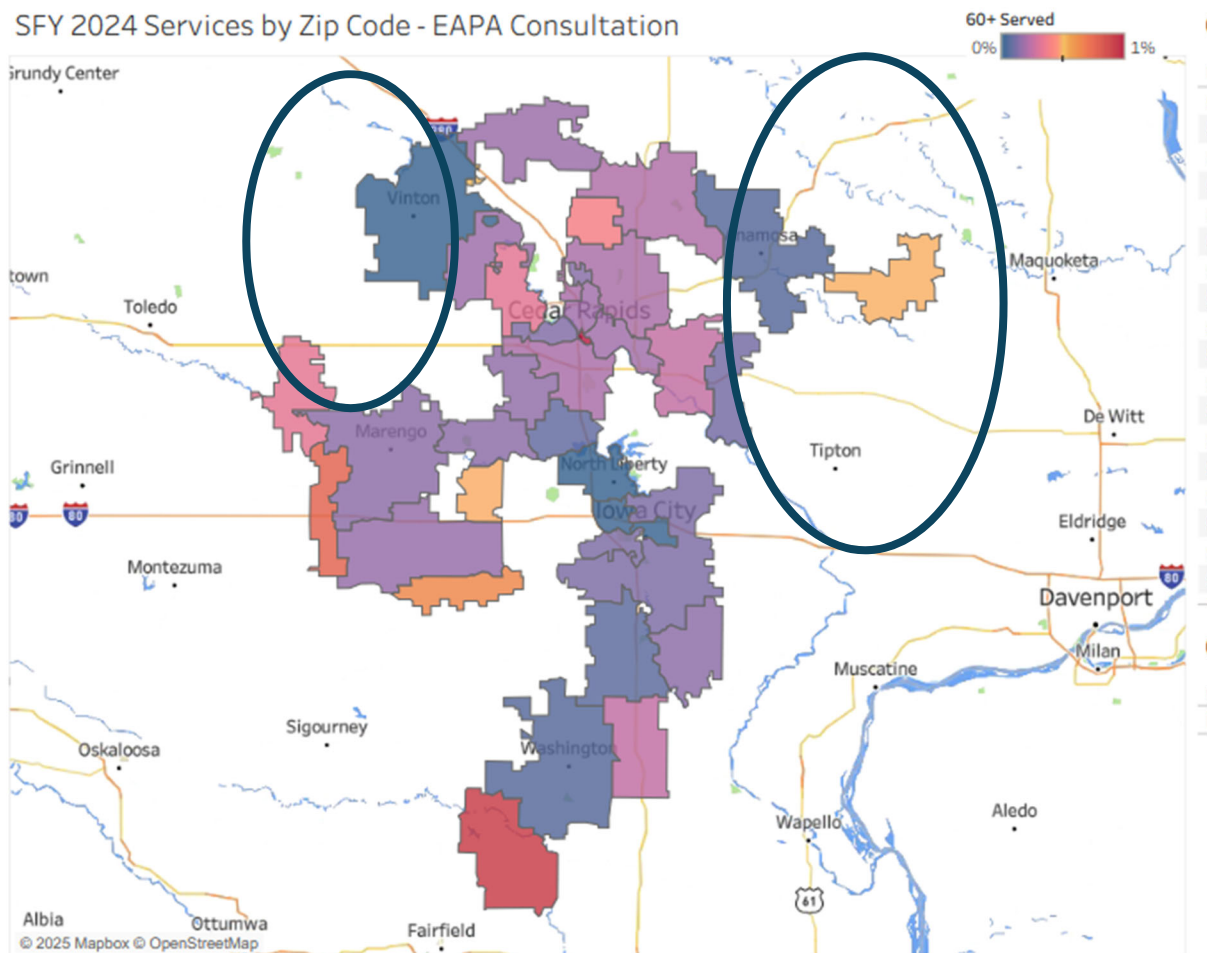 SFY 2024 Services by Zip Code - EAPA Consultation
60+ Served
0%
1%
Grundy Center
Vinton
namosa
Maquoketa
town
Toledo
Cedar Rapids
De Witt
Marengo
Tipton
Grinnell
North Liberty
Iowa City
80
80
Eldridge
Montezuma
80
Davenport
Milan
Muscatine
Sigourney
Oskaloosa
Washington
Aledo
Wapello
61
Albia
Ottumwa
Fairfield
© 2025 Mapbox © OpenStreetMap